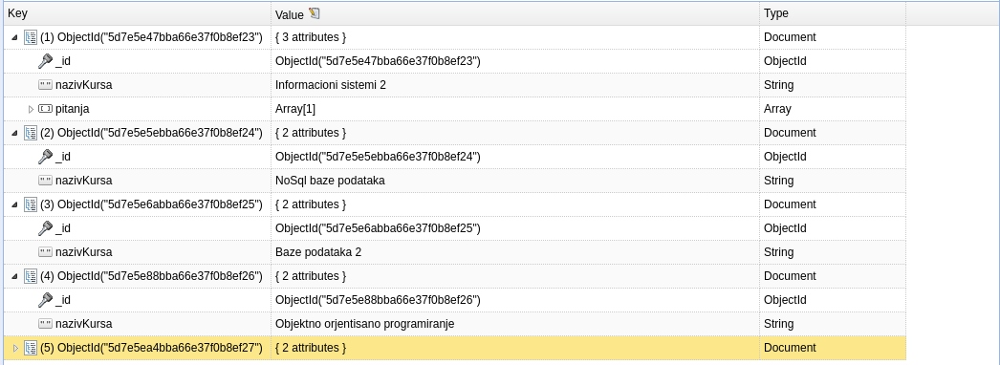 Key Value Type
(1) ObjectId("5d7e5e47bba66e37f0b8ef23") { 3 attributes } Document
_id ObjectId("5d7e5e47bba66e37f0b8ef23") ObjectId
" " nazivKursa Informacioni sistemi 2 String
pitanja Array[1] Array
(2) ObjectId("5d7e5e5ebba66e37f0b8ef24") { 2 attributes } Document
_id ObjectId("5d7e5e5ebba66e37f0b8ef24") ObjectId
" " nazivKursa NoSql baze podataka String
(3) ObjectId("5d7e5e6abba66e37f0b8ef25") { 2 attributes } Document
_id ObjectId("5d7e5e6abba66e37f0b8ef25") ObjectId
" " nazivKursa Baze podataka 2 String
(4) ObjectId("5d7e5e88bba66e37f0b8ef26") { 2 attributes } Document
_id ObjectId("5d7e5e88bba66e37f0b8ef26") ObjectId
" " nazivKursa Objektno orjentisano programiranje String
(5) ObjectId("5d7e5ea4bba66e37f0b8ef27") { 2 attributes } Document